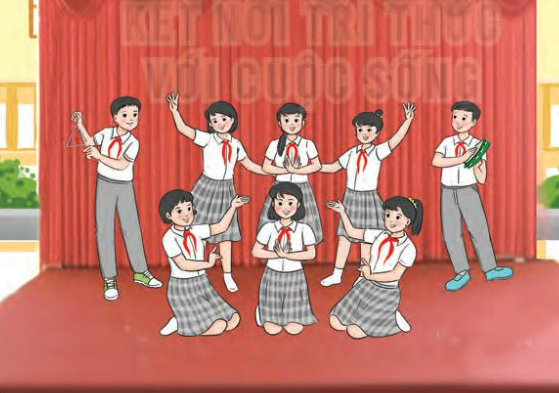 KẾT NỐI TRI THỨC
VỚI CUỘC SỐNG